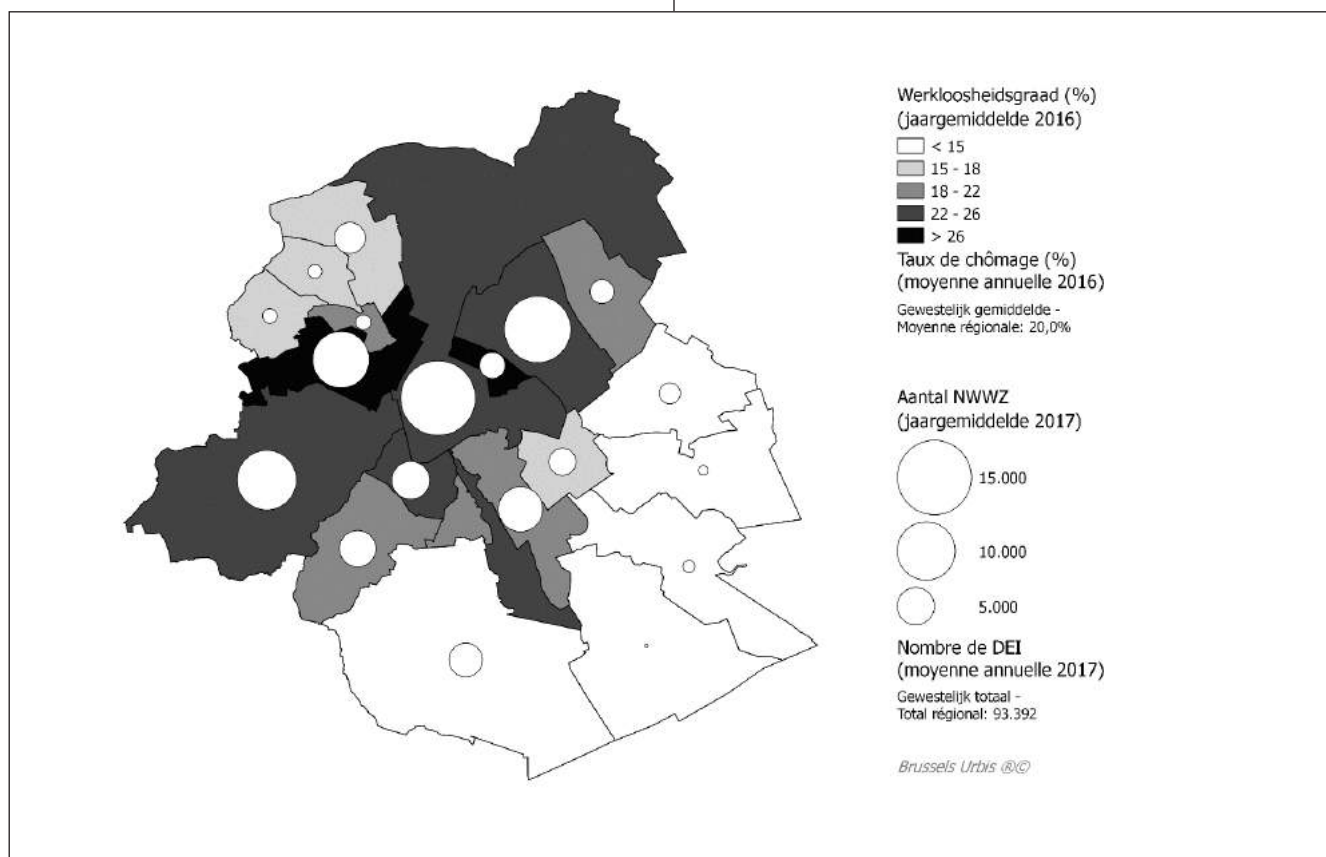 Werkloosheidsgraad (%)
(jaargemiddelde 2016)
< 15
15 - 18
18 - 22
22 - 26
> 26
Taux de chômage (%)
(moyenne annuelle 2016)
Gewestelijk gemiddelde -
Moyenne régionale: 20,0%
Aantal NWWZ
(jaargemiddelde 2017)
15.000
10.000
5.000
Nombre de DEI
(moyenne annuelle 2017)
Gewestelijk totaal -
Total régional: 93.392
Brussels Urbis ®©